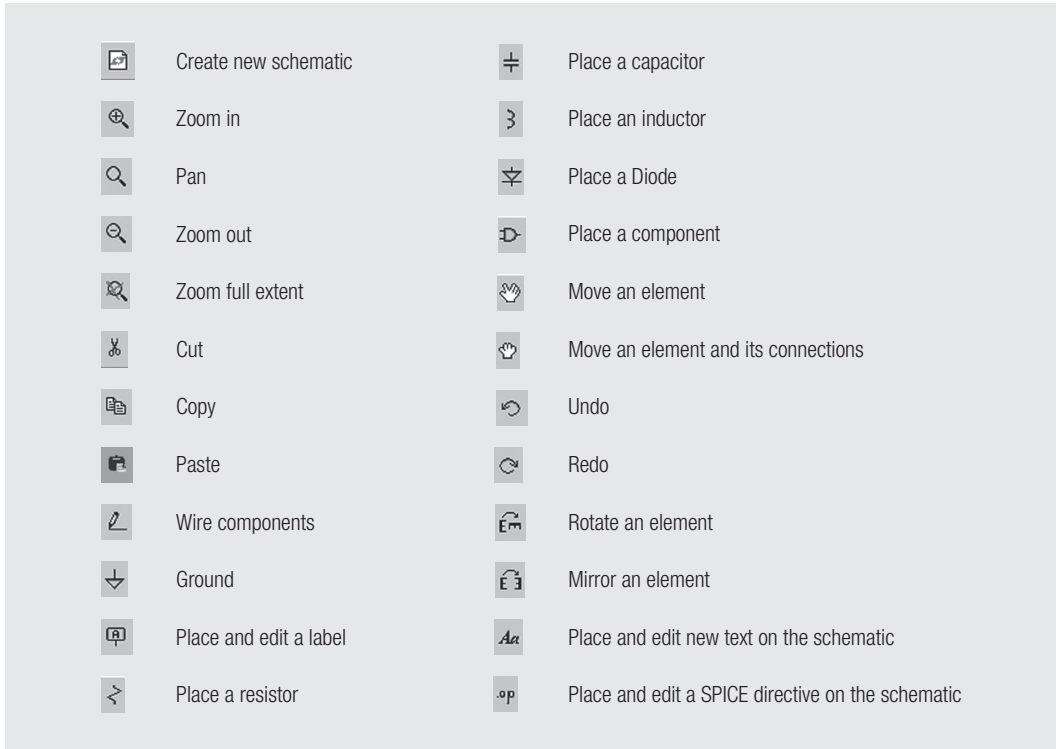 Create new schematic
Zoom in
Pan
Zoom out
Zoom full extent
Cut
Copy
Paste
Wire components
Ground
A
Place and edit a label
Place a resistor
Place a capacitor
Place an inductor
Place a Diode
Place a component
Move an element
Move an element and its connections
Undo
Redo
E E Rotate an element
E E Mirror an element
Aa Place and edit new text on the schematic
.op Place and edit a SPICE directive on the schematic